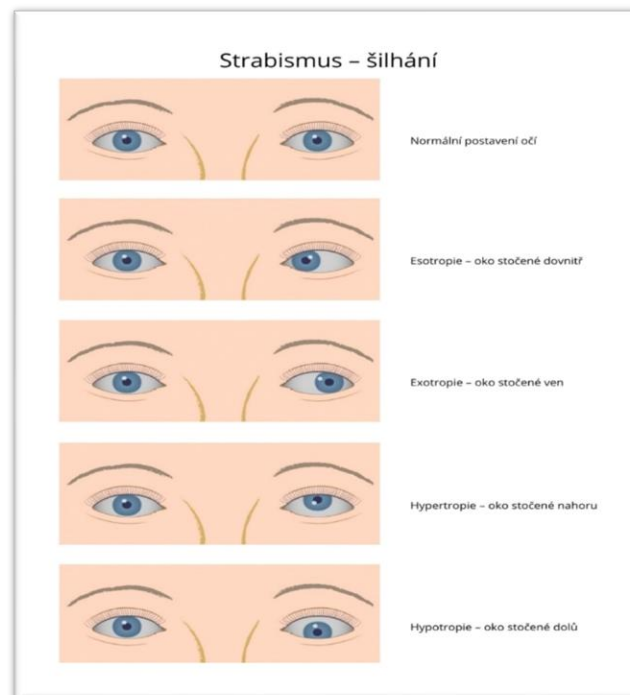 Strabismus – šilhání
Normální postavení očí
Esotropie – oko stočené dovnitř
Exotropie – oko stočené ven
Hypertropie – oko stočené nahoru
Hypotropie – oko stočené dolů